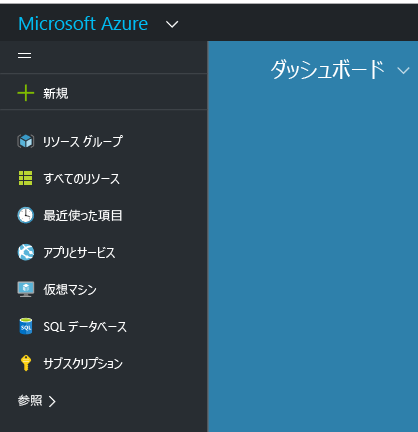 Microsoft Azure
ダッシュボード
新規
リソース グループ
すべてのリソース
最近使った項目
アプリとサービス
仮想マシン
SQL データベース
サブスクリプション
参照